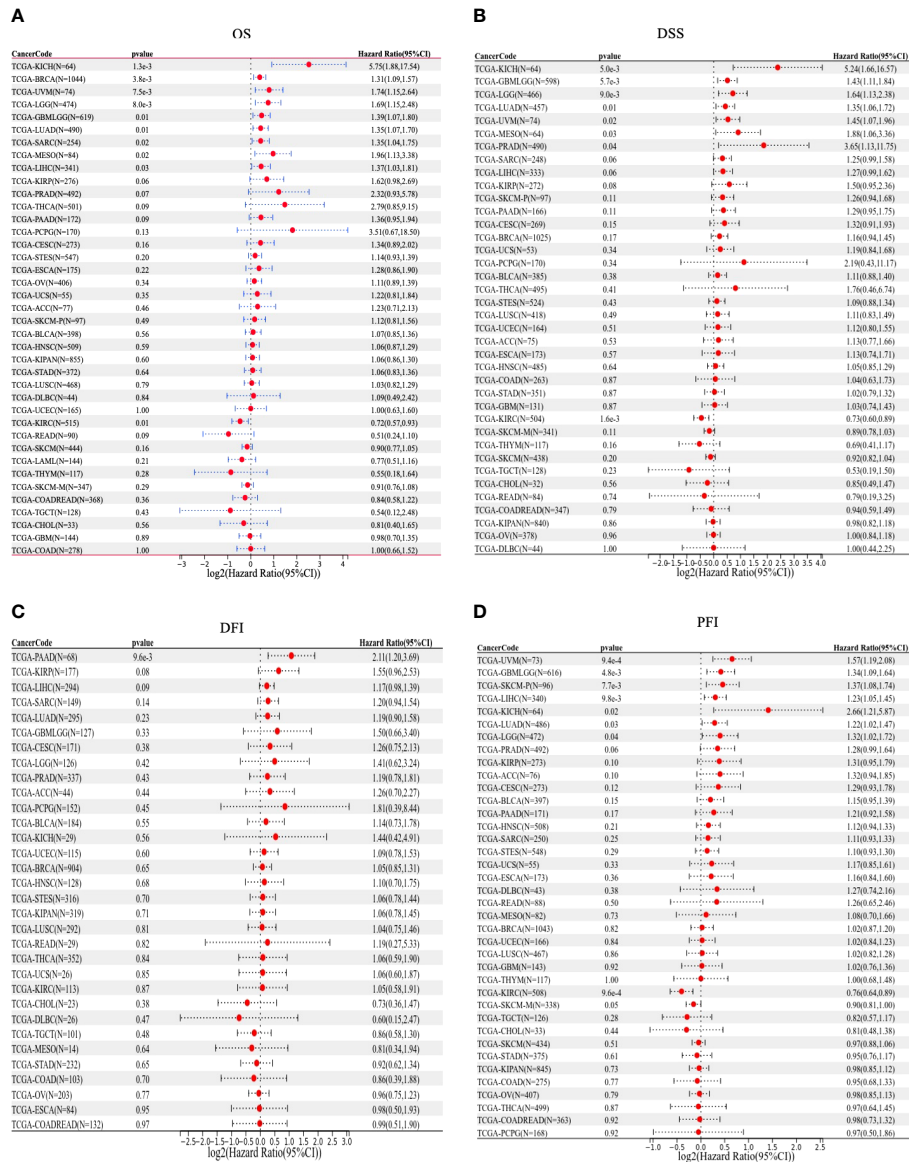 A
OS
CancerCode pvalue Hazard Ratio(95%CI)
TCGA-KICH(N=64) 1.3e-3 5.75(1.88,17.54)
TCGA-BRCA(N=1044) 3.8e-3 1.31(1.09,1.57)
TCGA-UVM(N=74) 7.5e-3 1.74(1.15,2.64)
TCGA-LGG(N=474) 8.0e-3 1.69(1.15,2.48)
TCGA-GBMLGG(N=619) 0.01 1.39(1.07,1.80)
TCGA-LUAD(N=490) 0.01 1.35(1.07,1.70)
TCGA-SARC(N=254) 0.02 1.35(1.04,1.75)
TCGA-MESO(N=84) 0.02 1.96(1.13,3.38)
TCGA-LIHC(N=341) 0.03 1.37(1.03,1.81)
TCGA-KIRP(N=276) 0.06 1.62(0.98,2.69)
TCGA-PRAD(N=492) 0.07 2.32(0.93,5.78)
TCGA-THCA(N=501) 0.09 2.79(0.85,9.15)
TCGA-PAAD(N=172) 0.09 1.36(0.95,1.94)
TCGA-PCPG(N=170) 0.13 3.51(0.67,18.50)
TCGA-CESC(N=273) 0.16 1.34(0.89,2.02)
TCGA-STES(N=547) 0.20 1.14(0.93,1.39)
TCGA-ESCA(N=175) 0.22 1.28(0.86,1.90)
TCGA-OV(N=406) 0.34 1.11(0.89,1.39)
TCGA-UCS(N=55) 0.35 1.22(0.81,1.84)
TCGA-ACC(N=77) 0.46 1.23(0.71,2.13)
TCGA-SKCM-P(N=97) 0.49 1.12(0.81,1.56)
TCGA-BLCA(N=398) 0.56 1.07(0.85,1.36)
TCGA-HNSC(N=509) 0.59 1.06(0.87,1.29)
TCGA-KIPAN(N=855) 0.60 1.06(0.86,1.30)
TCGA-STAD(N=372) 0.64 1.06(0.83,1.36)
TCGA-LUSC(N=468) 0.79 1.03(0.82,1.29)
TCGA-DLBC(N=44) 0.84 1.09(0.49,2.42)
TCGA-UCEC(N=165) 1.00 1.00(0.63,1.60)
TCGA-KIRC(N=515) 0.01 0.72(0.57,0.93)
TCGA-READ(N=90) 0.09 0.51(0.24,1.10)
TCGA-SKCM(N=444) 0.16 0.90(0.77,1.05)
TCGA-LAML(N=144) 0.21 0.77(0.51,1.16)
TCGA-THYM(N=117) 0.28 0.55(0.18,1.64)
TCGA-SKCM-M(N=347) 0.29 0.91(0.76,1.08)
TCGA-COADREAD(N=368) 0.36 0.84(0.58,1.22)
TCGA-TGCT(N=128) 0.43 0.54(0.12,2.48)
TCGA-CHOL(N=33) 0.56 0.81(0.40,1.65)
TCGA-GBM(N=144) 0.89 0.98(0.70,1.35)
TCGA-COAD(N=278) 1.00 1.00(0.66,1.52)
−3 −2 −1 0 1 2 3 4
log2(Hazard Ratio(95%CI))
B
DSS
CancerCode pvalue Hazard Ratio(95%CI)
TCGA-KICH(N=64) 5.0e-3 5.24(1.66,16.57)
TCGA-GBMLGG(N=598) 5.7e-3 1.43(1.11,1.84)
TCGA-LGG(N=466) 9.0e-3 1.64(1.13,2.38)
TCGA-LUAD(N=457) 0.01 1.35(1.06,1.72)
TCGA-UVM(N=74) 0.02 1.45(1.07,1.96)
TCGA-MESO(N=64) 0.03 1.88(1.06,3.36)
TCGA-PRAD(N=490) 0.04 3.65(1.13,11.75)
TCGA-SARC(N=248) 0.06 1.25(0.99,1.58)
TCGA-LIHC(N=333) 0.06 1.27(0.99,1.62)
TCGA-KIRP(N=272) 0.08 1.50(0.95,2.36)
TCGA-SKCM-P(N=97) 0.11 1.26(0.94,1.68)
TCGA-PAAD(N=166) 0.11 1.29(0.95,1.75)
TCGA-CESC(N=269) 0.15 1.32(0.91,1.93)
TCGA-BRCA(N=1025) 0.17 1.16(0.94,1.45)
TCGA-UCS(N=53) 0.34 1.19(0.84,1.68)
TCGA-PCPG(N=170) 0.34 2.19(0.43,11.17)
TCGA-BLCA(N=385) 0.38 1.11(0.88,1.40)
TCGA-THCA(N=495) 0.41 1.76(0.46,6.74)
TCGA-STES(N=524) 0.43 1.09(0.88,1.34)
TCGA-LUSC(N=418) 0.49 1.11(0.83,1.49)
TCGA-UCEC(N=164) 0.51 1.12(0.80,1.55)
TCGA-ACC(N=75) 0.53 1.13(0.77,1.66)
TCGA-ESCA(N=173) 0.57 1.13(0.74,1.71)
TCGA-HNSC(N=485) 0.64 1.05(0.85,1.29)
TCGA-COAD(N=263) 0.87 1.04(0.63,1.73)
TCGA-STAD(N=351) 0.87 1.02(0.79,1.32)
TCGA-GBM(N=131) 0.87 1.03(0.74,1.43)
TCGA-KIRC(N=504) 1.6e-3 0.73(0.60,0.89)
TCGA-SKCM-M(N=341) 0.11 0.89(0.78,1.03)
TCGA-THYM(N=117) 0.16 0.69(0.41,1.17)
TCGA-SKCM(N=438) 0.20 0.92(0.82,1.04)
TCGA-TGCT(N=128) 0.23 0.53(0.19,1.50)
TCGA-CHOL(N=32) 0.56 0.85(0.49,1.47)
TCGA-READ(N=84) 0.74 0.79(0.19,3.25)
TCGA-COADREAD(N=347) 0.79 0.94(0.59,1.49)
TCGA-KIPAN(N=840) 0.86 0.98(0.82,1.18)
TCGA-OV(N=378) 0.96 1.00(0.84,1.18)
TCGA-DLBC(N=44) 1.00 1.00(0.44,2.25)
−2.0−1.5−1.0−0.50.0 0.5 1.0 1.5 2.0 2.5 3.0 3.5 4.0
log2(Hazard Ratio(95%CI))
C
DFI
CancerCode pvalue Hazard Ratio(95%CI)
TCGA-PAAD(N=68) 9.6e-3 2.11(1.20,3.69)
TCGA-KIRP(N=177) 0.08 1.55(0.96,2.53)
TCGA-LIHC(N=294) 0.09 1.17(0.98,1.39)
TCGA-SARC(N=149) 0.14 1.20(0.94,1.54)
TCGA-LUAD(N=295) 0.23 1.19(0.90,1.58)
TCGA-GBMLGG(N=127) 0.33 1.50(0.66,3.40)
TCGA-CESC(N=171) 0.38 1.26(0.75,2.13)
TCGA-LGG(N=126) 0.42 1.41(0.62,3.24)
TCGA-PRAD(N=337) 0.43 1.19(0.78,1.81)
TCGA-ACC(N=44) 0.44 1.26(0.70,2.27)
TCGA-PCPG(N=152) 0.45 1.81(0.39,8.44)
TCGA-BLCA(N=184) 0.55 1.14(0.73,1.78)
TCGA-KICH(N=29) 0.56 1.44(0.42,4.91)
TCGA-UCEC(N=115) 0.60 1.09(0.78,1.53)
TCGA-BRCA(N=904) 0.65 1.05(0.85,1.31)
TCGA-HNSC(N=128) 0.68 1.10(0.70,1.75)
TCGA-STES(N=316) 0.70 1.06(0.78,1.44)
TCGA-KIPAN(N=319) 0.71 1.06(0.78,1.45)
TCGA-LUSC(N=292) 0.81 1.04(0.75,1.46)
TCGA-READ(N=29) 0.82 1.19(0.27,5.33)
TCGA-THCA(N=352) 0.84 1.06(0.59,1.90)
TCGA-UCS(N=26) 0.85 1.06(0.60,1.87)
TCGA-KIRC(N=113) 0.87 1.05(0.58,1.91)
TCGA-CHOL(N=23) 0.38 0.73(0.36,1.47)
TCGA-DLBC(N=26) 0.47 0.60(0.15,2.47)
TCGA-TGCT(N=101) 0.48 0.86(0.58,1.30)
TCGA-MESO(N=14) 0.64 0.81(0.34,1.94)
TCGA-STAD(N=232) 0.65 0.92(0.62,1.34)
TCGA-COAD(N=103) 0.70 0.86(0.39,1.88)
TCGA-OV(N=203) 0.77 0.96(0.75,1.23)
TCGA-ESCA(N=84) 0.95 0.98(0.50,1.93)
TCGA-COADREAD(N=132) 0.97 0.99(0.51,1.90)
−2.5−2.0−1.5−1.0−0.5 0.0 0.5 1.0 1.5 2.0 2.5 3.0
log2(Hazard Ratio(95%CI))
D
PFI
CancerCode pvalue Hazard Ratio(95%CI)
TCGA-UVM(N=73) 9.4e-4 1.57(1.19,2.08)
TCGA-GBMLGG(N=616) 4.8e-3 1.34(1.09,1.64)
TCGA-SKCM-P(N=96) 7.7e-3 1.37(1.08,1.74)
TCGA-LIHC(N=340) 9.8e-3 1.23(1.05,1.45)
TCGA-KICH(N=64) 0.02 2.66(1.21,5.87)
TCGA-LUAD(N=486) 0.03 1.22(1.02,1.47)
TCGA-LGG(N=472) 0.04 1.32(1.02,1.72)
TCGA-PRAD(N=492) 0.06 1.28(0.99,1.64)
TCGA-KIRP(N=273) 0.10 1.31(0.95,1.79)
TCGA-ACC(N=76) 0.10 1.32(0.94,1.85)
TCGA-CESC(N=273) 0.12 1.29(0.93,1.78)
TCGA-BLCA(N=397) 0.15 1.15(0.95,1.39)
TCGA-PAAD(N=171) 0.17 1.21(0.92,1.58)
TCGA-HNSC(N=508) 0.21 1.12(0.94,1.33)
TCGA-SARC(N=250) 0.25 1.11(0.93,1.33)
TCGA-STES(N=548) 0.29 1.10(0.93,1.30)
TCGA-UCS(N=55) 0.33 1.17(0.85,1.61)
TCGA-ESCA(N=173) 0.36 1.16(0.84,1.60)
TCGA-DLBC(N=43) 0.38 1.27(0.74,2.16)
TCGA-READ(N=88) 0.50 1.26(0.65,2.46)
TCGA-MESO(N=82) 0.73 1.08(0.70,1.66)
TCGA-BRCA(N=1043) 0.82 1.02(0.87,1.20)
TCGA-UCEC(N=166) 0.84 1.02(0.84,1.23)
TCGA-LUSC(N=467) 0.86 1.02(0.82,1.28)
TCGA-GBM(N=143) 0.92 1.02(0.76,1.36)
TCGA-THYM(N=117) 1.00 1.00(0.68,1.48)
TCGA-KIRC(N=508) 9.6e-4 0.76(0.64,0.89)
TCGA-SKCM-M(N=338) 0.05 0.90(0.81,1.00)
TCGA-TGCT(N=126) 0.28 0.82(0.57,1.17)
TCGA-CHOL(N=33) 0.44 0.81(0.48,1.38)
TCGA-SKCM(N=434) 0.51 0.97(0.88,1.06)
TCGA-STAD(N=375) 0.61 0.95(0.76,1.17)
TCGA-KIPAN(N=845) 0.73 0.98(0.85,1.12)
TCGA-COAD(N=275) 0.77 0.95(0.68,1.33)
TCGA-OV(N=407) 0.79 0.98(0.85,1.13)
TCGA-THCA(N=499) 0.87 0.97(0.64,1.45)
TCGA-COADREAD(N=363) 0.92 0.98(0.73,1.32)
TCGA-PCPG(N=168) 0.92 0.97(0.50,1.86)
−1.0 −0.5 0.0 0.5 1.0 1.5 2.0 2.5
log2(Hazard Ratio(95%CI))